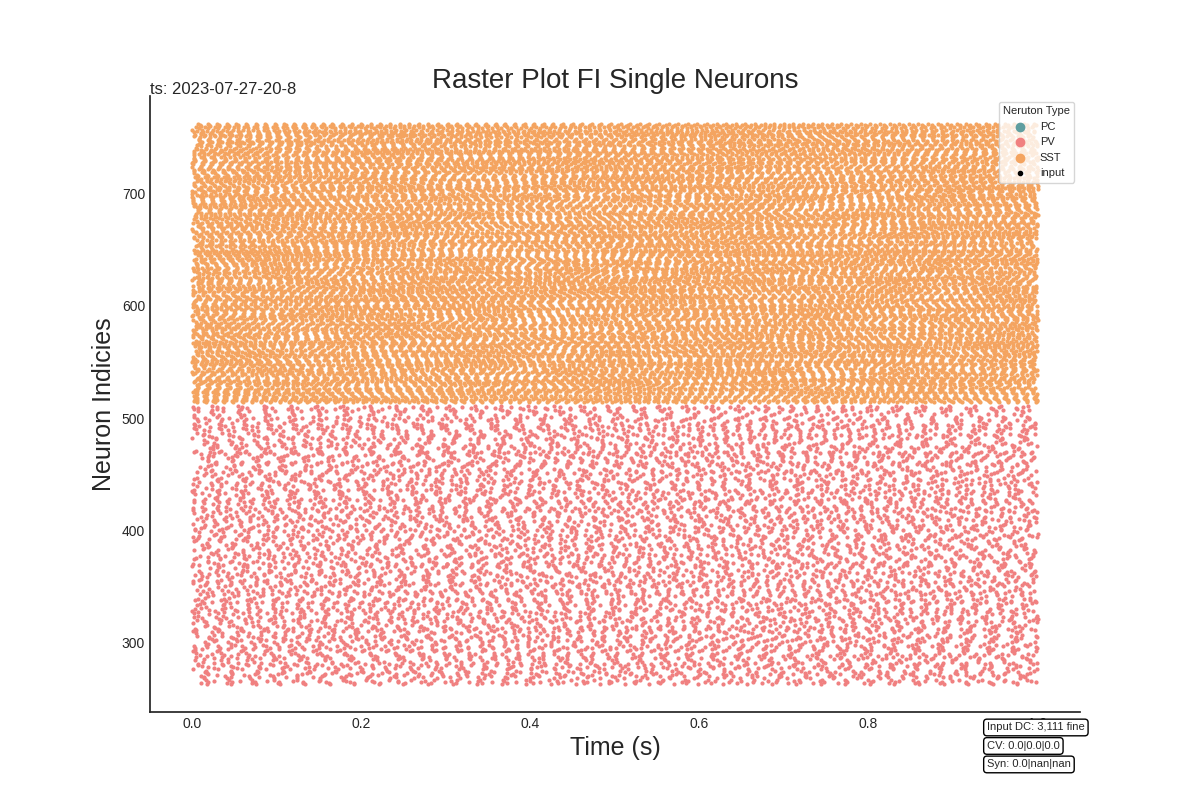 Raster Plot FI Single Neurons
ts: 2023-07-27-20-8
Neruton Type
PC
PV
SST
input
700
600
500
400
300
Neuron Indicies
0.0 0.2 0.4 0.6 0.8
Time (s)
Input DC: 3,111 fine
CV: 0.0|0.0|0.0
Syn: 0.0|nan|nan